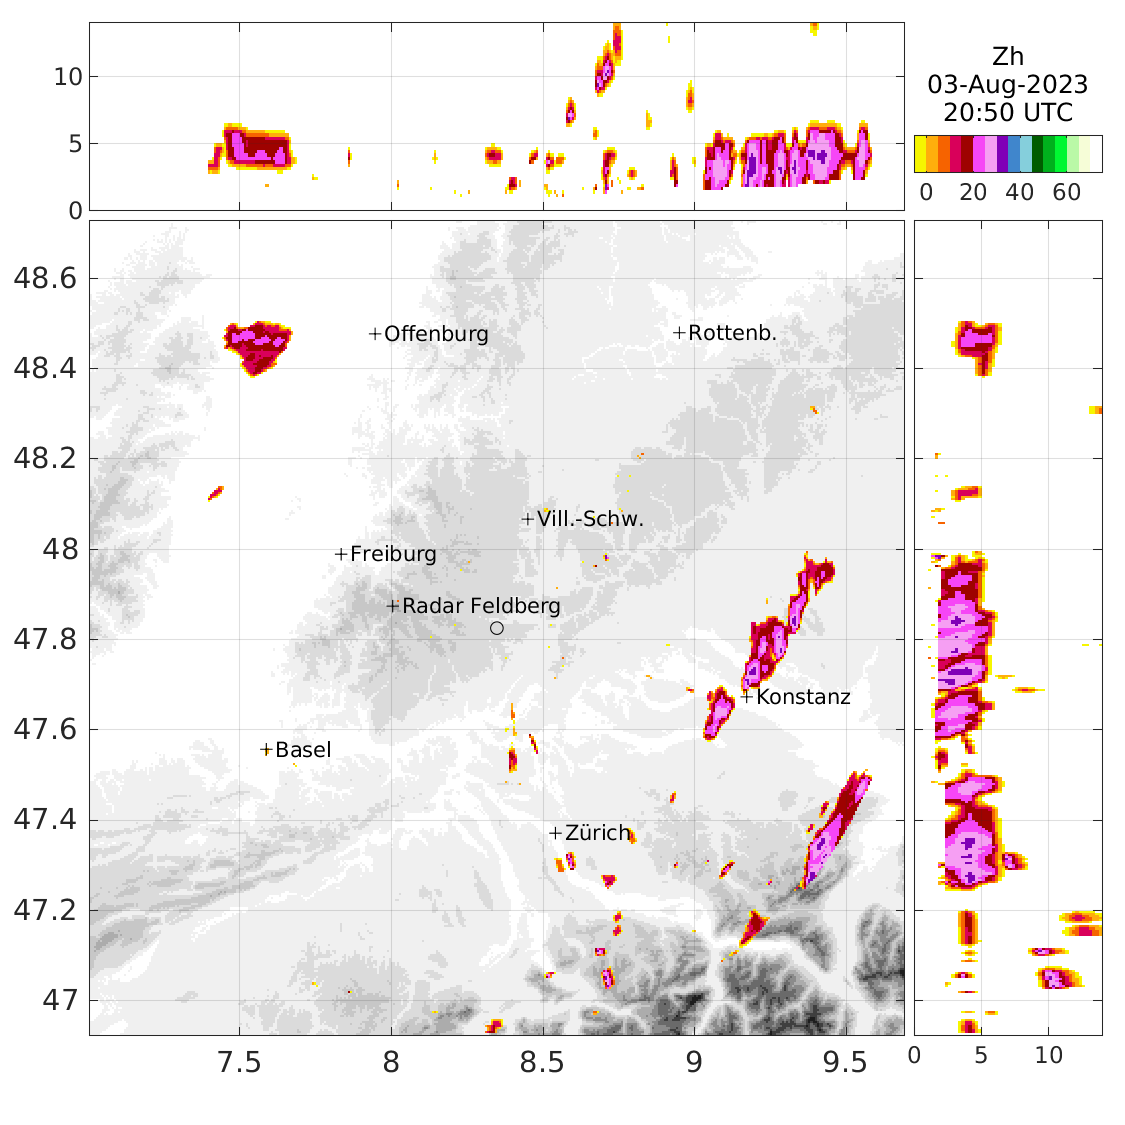 10
5
0
Zh
03-Aug-2023
20:50 UTC
0 20 40 60
48.6
48.4
48.2
48
47.8
47.6
47.4
47.2
47
Offenburg
Rottenb.
Vill.-Schw.
Freiburg
Radar Feldberg
Konstanz
Basel
Zürich
7.5 8 8.5 9 9.5
0 5 10